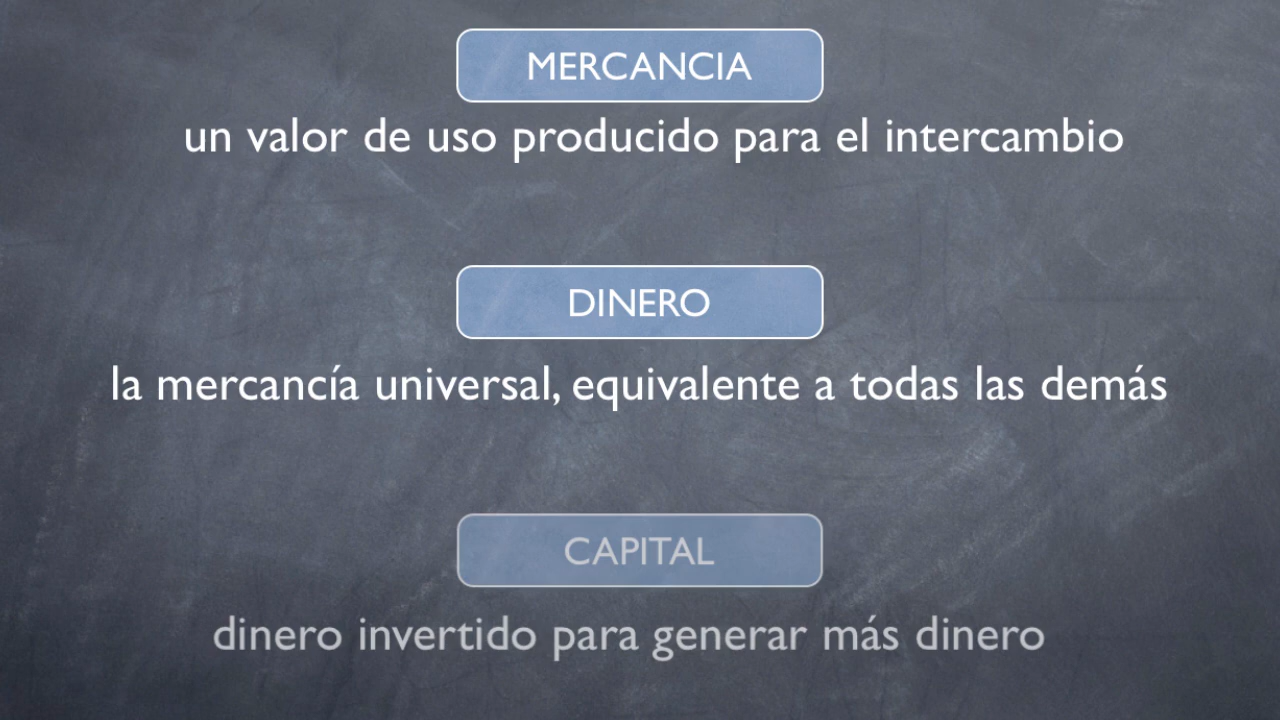 MERCANCIA
un valor de uso producido para el intercambio
DINERO
la mercancía universal, equivalente a todas las demás
CAPITAL
dinero invertido para generar más dinero